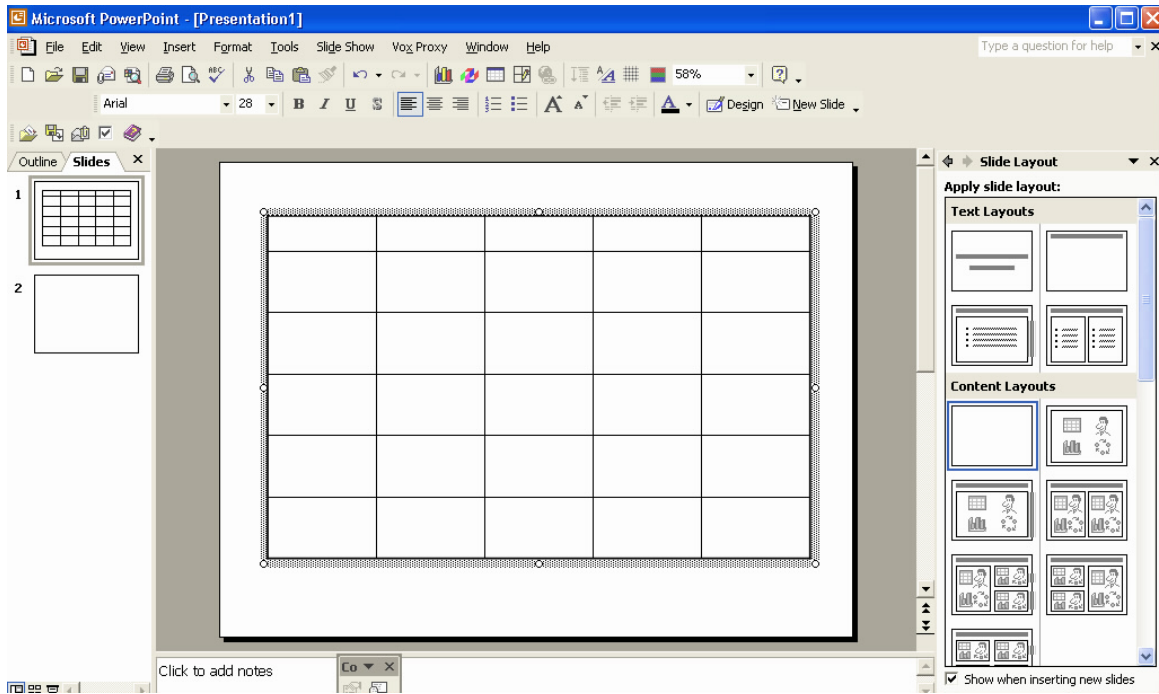 Microsoft PowerPoint - [Presentation1]
File Edit View Insert Format Tools Slide Show Vox Proxy Window Help Type a question for help
58%
Arial 28 B I U S A A A Design New Slide
Outline Slides Slide Layout
Apply slide layout:
1
Text Layouts
2
Content Layouts
Click to add notes
Co
Show when inserting new slides